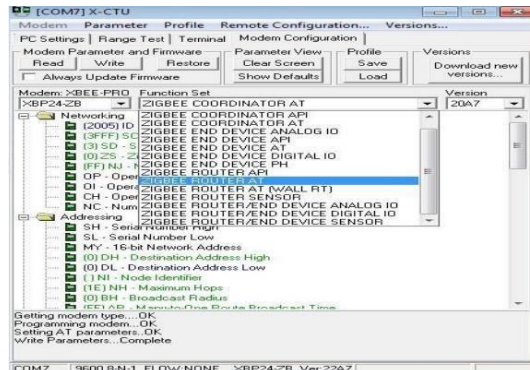 [COM7] X-CTU
Modem Parameter Profile Remote Configuration... Versions...
PC Settings Range Test Terminal Modem Configuration
Modem Parameter and Firmware Parameter View Profile Versions
Read Write Restore Clear Screen Save Download new versions...
Always Update Firmware Show Defaults Load
Modem: XBEE-PRO Function Set Version
XBP24-ZB ZIGBEE COORDINATOR AT 20A7
Networking
ZIGBEE COORDINATOR API
(2005) ID ZIGBEE COORDINATOR AT
(3FFF) SC ZIGBEE END DEVICE ANALOG IO
ZIGBEE END DEVICE API
(3) SD - S ZIGBEE END DEVICE AT
(0) ZS - Zi ZIGBEE END DEVICE DIGITAL IO
(FF) NJ - N ZIGBEE END DEVICE PH
OP - Oper ZIGBEE ROUTER API
ZIGBEE ROUTER AT
OI - Opera ZIGBEE ROUTER AT (WALL RT)
CH - Oper ZIGBEE ROUTER SENSOR
NC - Num ZIGBEE ROUTER/END DEVICE ANALOG IO
Addressing ZIGBEE ROUTER/END DEVICE DIGITAL IO
ZIGBEE ROUTER/END DEVICE SENSOR
SH - Serial Number High
SL - Serial Number Low
MY - 16-bit Network Address
(0) DH - Destination Address High
(0) DL - Destination Address Low
( ) NI - Node Identifier
(1E) NH - Maximum Hops
(0) BH - Broadcast Radius
(FF) AR - Many-to-One Route Broadcast Time
Getting modem type....OK
Programming modem..OK
Setting AT parameters..OK
Write Parameters...Complete
COM7 9600 8-N-1 FLOW:NONE XBP24-ZB Ver:22A7